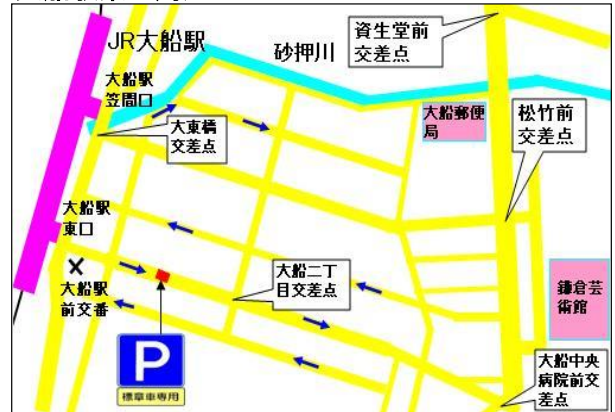 JR大船駅
砂押川
資生堂前
交差点
大船駅
笠間口
大東橋
交差点
大船郵便
局
松竹前
交差点
大船駅
東口
大船駅
前交番
大船二丁
目交差点
鎌倉芸
術館
大船中央
病院前交
差点
P
標章車専用